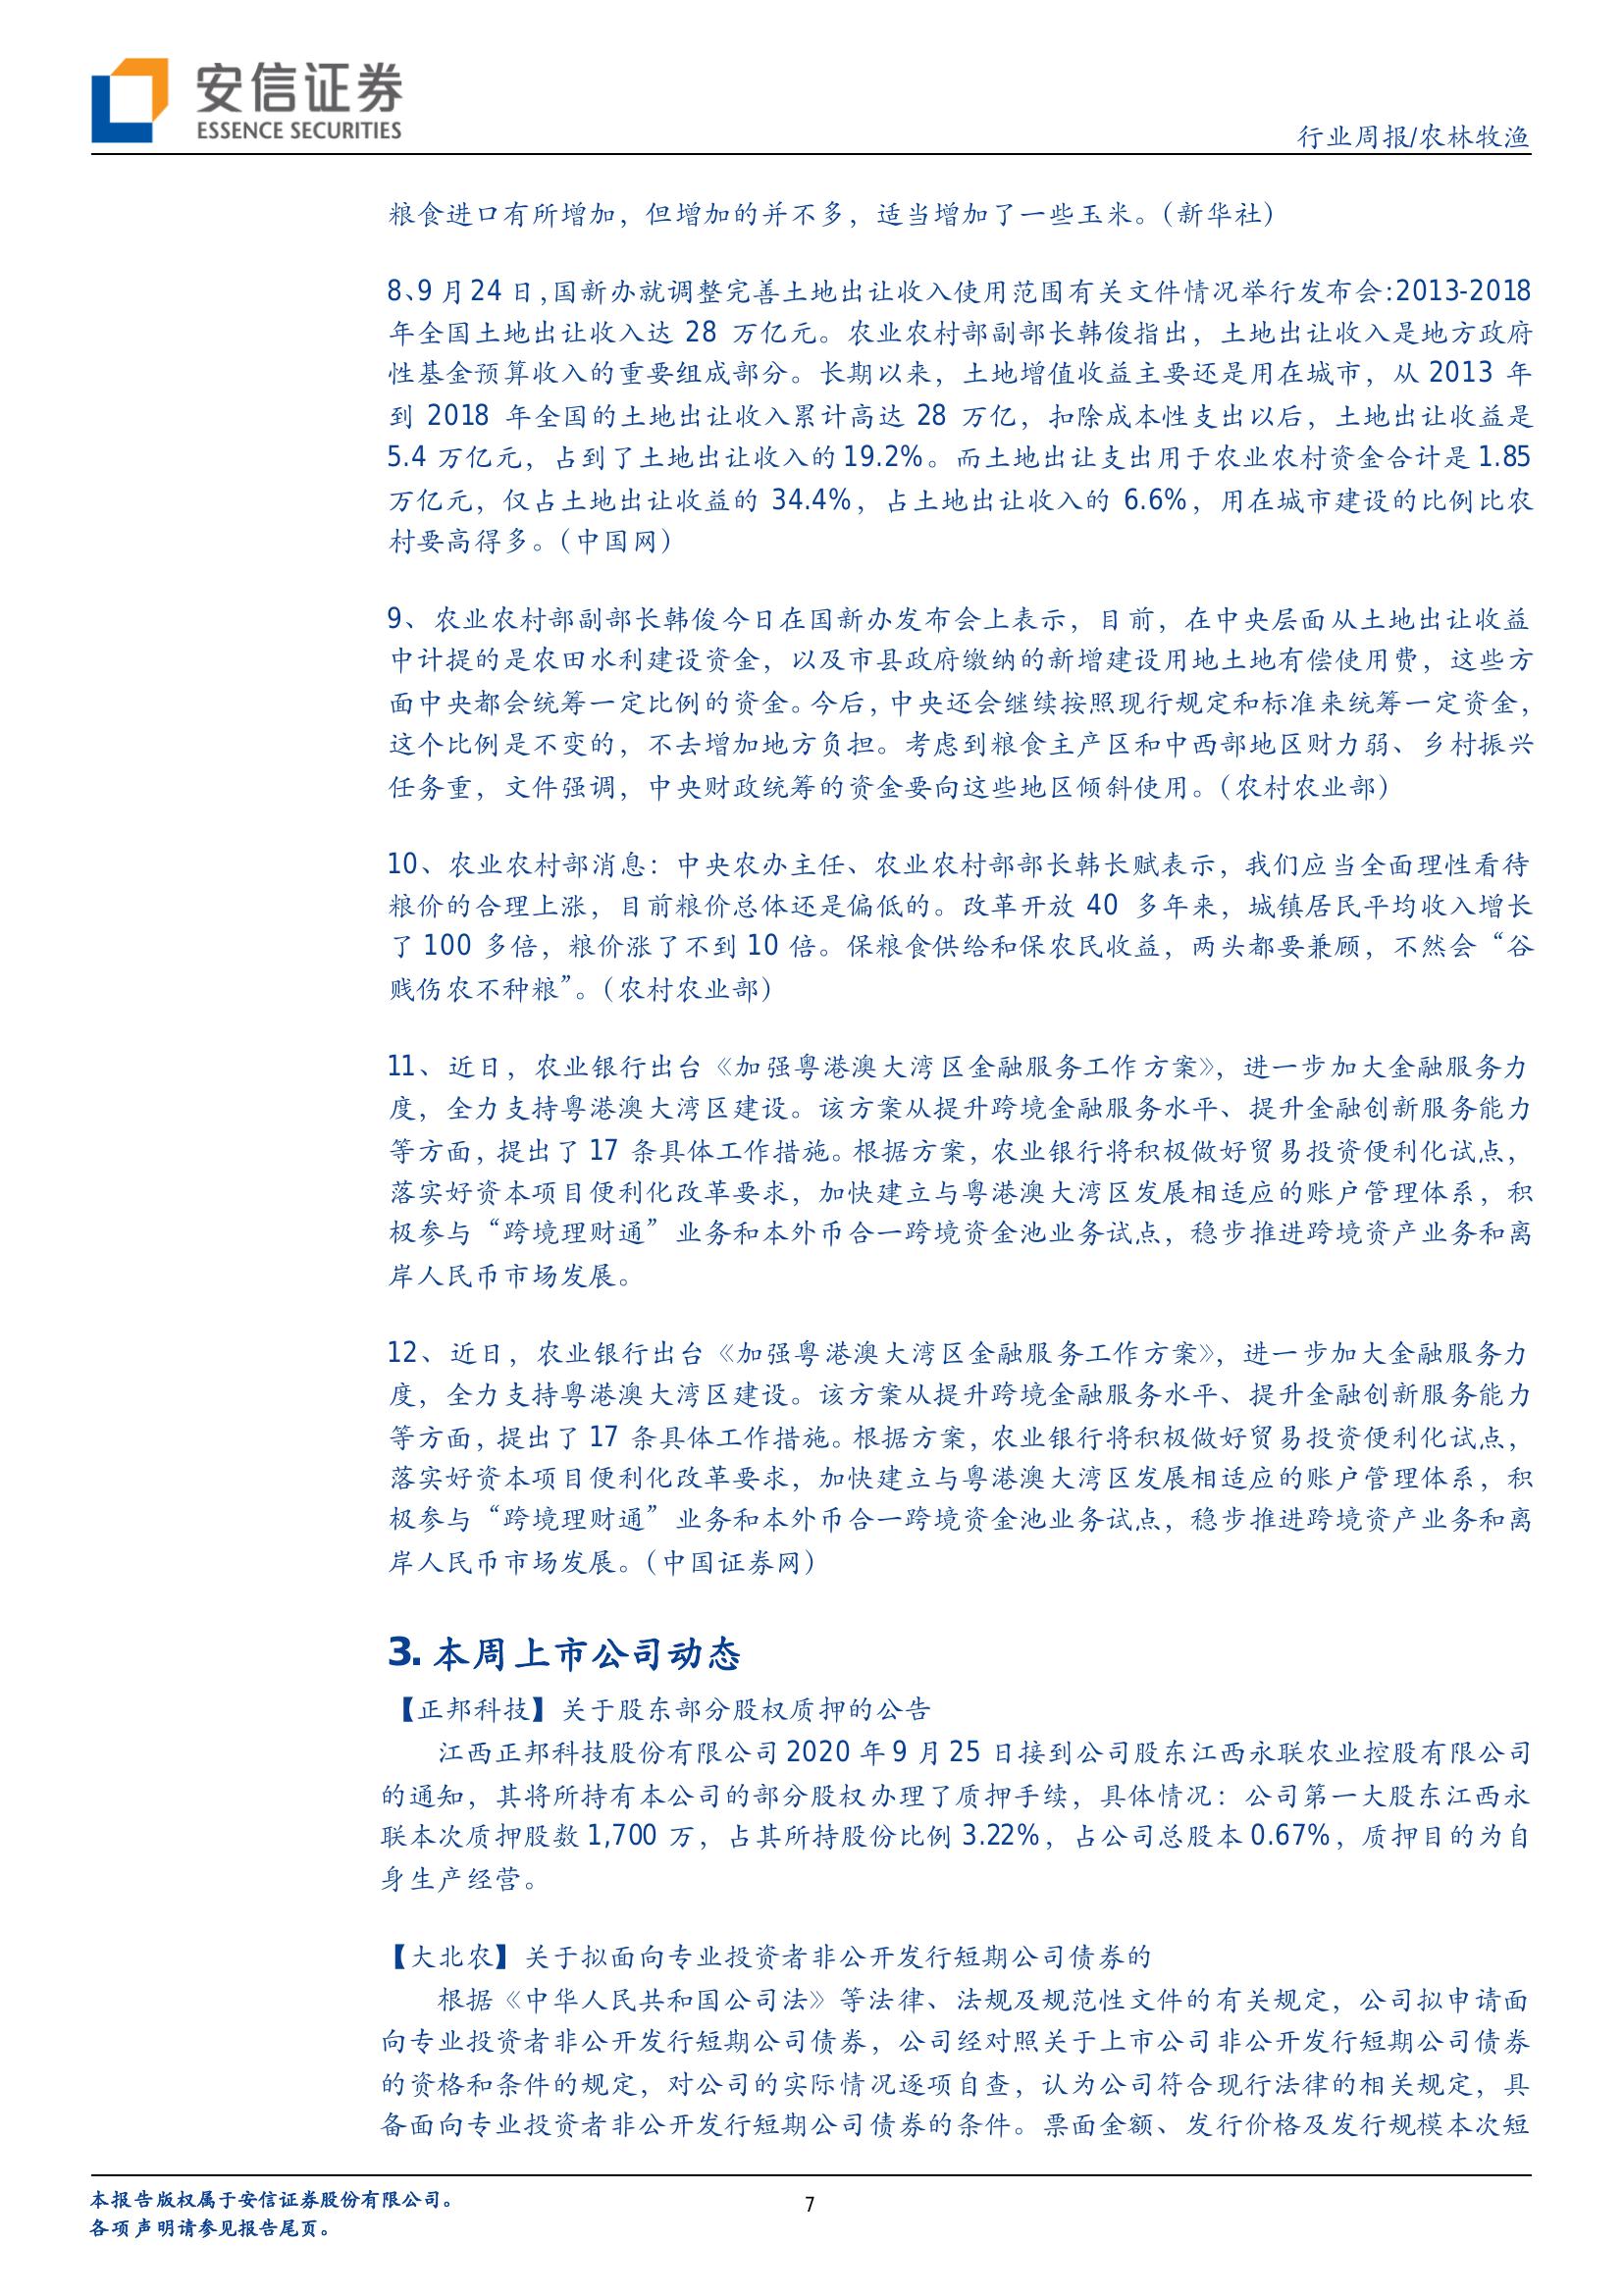 安信证券
ESSENCE SECURITIES
行业周报/农林牧渔
粮食进口有所增加，但增加的并不多，适当增加了一些玉米。（新华社）
8、9 月 24 日，国新办就调整完善土地出让收入使用范围有关文件情况举行发布会：2013-2018
年全国土地出让收入达 28 万亿元。农业农村部副部长韩俊指出，土地出让收入是地方政府
性基金预算收入的重要组成部分。长期以来，土地增值收益主要还是用在城市，从 2013 年
到 2018 年全国的土地出让收入累计高达 28 万亿，扣除成本性支出以后，土地出让收益是
5.4 万亿元，占到了土地出让收入的 19.2%。而土地出让支出用于农业农村资金合计是 1.85
万亿元，仅占土地出让收益的 34.4%，占土地出让收入的 6.6%，用在城市建设的比例比农
村要高得多。（中国网）
9、农业农村部副部长韩俊今日在国新办发布会上表示，目前，在中央层面从土地出让收益
中计提的是农田水利建设资金，以及市县政府缴纳的新增建设用地土地有偿使用费，这些方
面中央都会统筹一定比例的资金。今后，中央还会继续按照现行规定和标准来统筹一定资金，
这个比例是不变的，不去增加地方负担。考虑到粮食主产区和中西部地区财力弱、乡村振兴
任务重，文件强调，中央财政统筹的资金要向这些地区倾斜使用。（农村农业部）
10、农业农村部消息：中央农办主任、农业农村部部长韩长赋表示，我们应当全面理性看待
粮价的合理上涨，目前粮价总体还是偏低的。改革开放 40 多年来，城镇居民平均收入增长
了 100 多倍，粮价涨了不到 10 倍。保粮食供给和保农民收益，两头都要兼顾，不然会“谷
贱伤农不种粮”。（农村农业部）
11、近日，农业银行出台《加强粤港澳大湾区金融服务工作方案》，进一步加大金融服务力
度，全力支持粤港澳大湾区建设。该方案从提升跨境金融服务水平、提升金融创新服务能力
等方面，提出了 17 条具体工作措施。根据方案，农业银行将积极做好贸易投资便利化试点，
落实好资本项目便利化改革要求，加快建立与粤港澳大湾区发展相适应的账户管理体系，积
极参与“跨境理财通”业务和本外币合一跨境资金池业务试点，稳步推进跨境资产业务和离
岸人民币市场发展。
12、近日，农业银行出台《加强粤港澳大湾区金融服务工作方案》，进一步加大金融服务力
度，全力支持粤港澳大湾区建设。该方案从提升跨境金融服务水平、提升金融创新服务能力
等方面，提出了 17 条具体工作措施。根据方案，农业银行将积极做好贸易投资便利化试点，
落实好资本项目便利化改革要求，加快建立与粤港澳大湾区发展相适应的账户管理体系，积
极参与“跨境理财通”业务和本外币合一跨境资金池业务试点，稳步推进跨境资产业务和离
岸人民币市场发展。（中国证券网）
3. 本周上市公司动态
【正邦科技】关于股东部分股权质押的公告
江西正邦科技股份有限公司 2020 年 9 月 25 日接到公司股东江西永联农业控股有限公司
的通知，其将所持有本公司的部分股权办理了质押手续，具体情况：公司第一大股东江西永
联本次质押股数 1,700 万，占其所持股份比例 3.22%，占公司总股本 0.67%，质押目的为自
身生产经营。
【大北农】关于拟面向专业投资者非公开发行短期公司债券的
根据《中华人民共和国公司法》等法律、法规及规范性文件的有关规定，公司拟申请面
向专业投资者非公开发行短期公司债券，公司经对照关于上市公司非公开发行短期公司债券
的资格和条件的规定，对公司的实际情况逐项自查，认为公司符合现行法律的相关规定，具
备面向专业投资者非公开发行短期公司债券的条件。票面金额、发行价格及发行规模本次短
本报告版权属于安信证券股份有限公司。
7
各项声明请参见报告尾页。